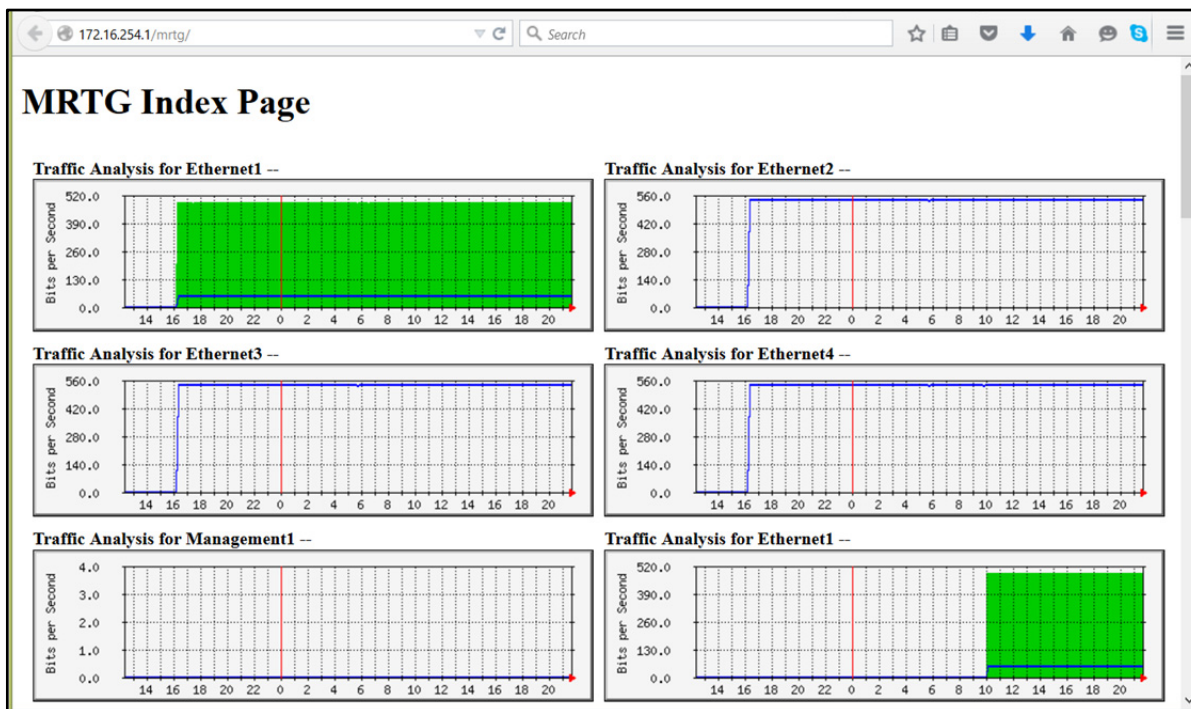 172.16.254.1/mrtg/
Search
MRTG Index Page
Traffic Analysis for Ethernet1 --
Bits per Second
520.0
390.0
260.0
130.0
0.0
14 16 18 20 22 0 2 4 6 8 10 12 14 16 18 20
Traffic Analysis for Ethernet2 --
Bits per Second
560.0
420.0
280.0
140.0
0.0
14 16 18 20 22 0 2 4 6 8 10 12 14 16 18 20
Traffic Analysis for Ethernet3 --
Bits per Second
560.0
420.0
280.0
140.0
0.0
14 16 18 20 22 0 2 4 6 8 10 12 14 16 18 20
Traffic Analysis for Ethernet4 --
Bits per Second
560.0
420.0
280.0
140.0
0.0
14 16 18 20 22 0 2 4 6 8 10 12 14 16 18 20
Traffic Analysis for Management1 --
Bits per Second
4.0
3.0
2.0
1.0
0.0
14 16 18 20 22 0 2 4 6 8 10 12 14 16 18 20
Traffic Analysis for Ethernet1 --
Bits per Second
520.0
390.0
260.0
130.0
0.0
14 16 18 20 22 0 2 4 6 8 10 12 14 16 18 20